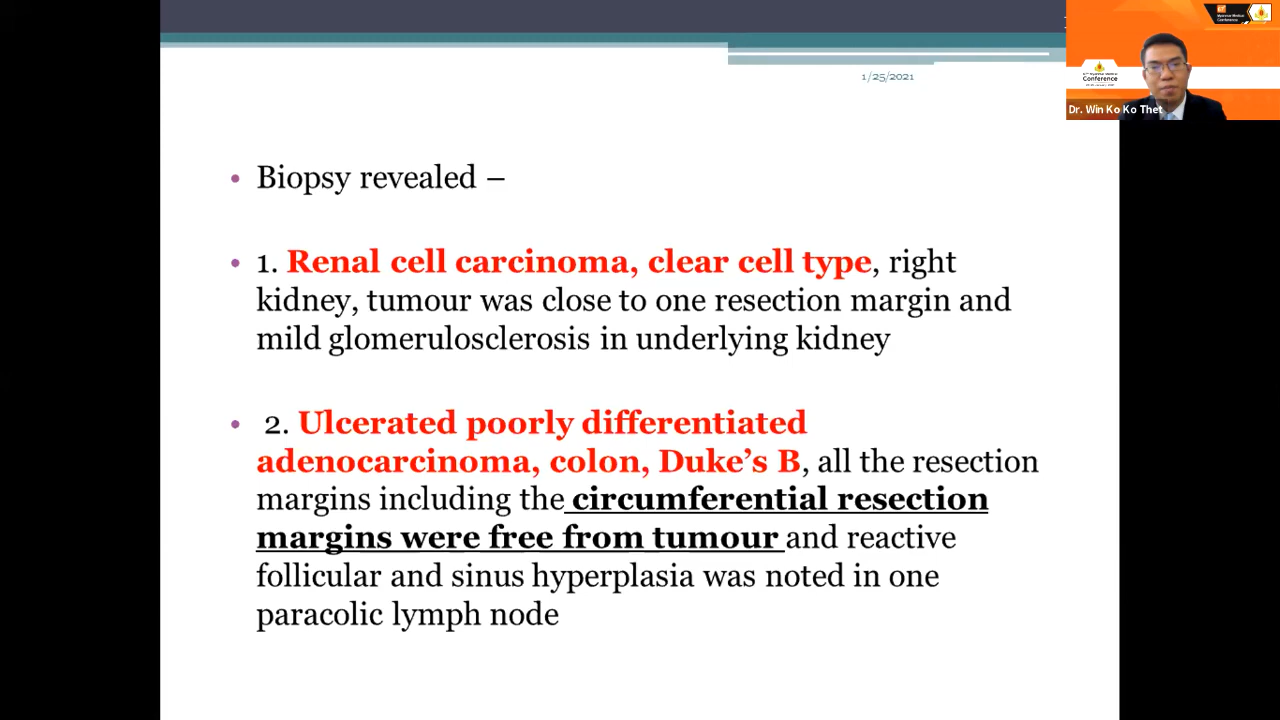 1/25/2021
Conference
Dr. Win Ko Ko Thet
• Biopsy revealed –
• 1. Renal cell carcinoma, clear cell type, right
kidney, tumour was close to one resection margin and
mild glomerulosclerosis in underlying kidney
• 2. Ulcerated poorly differentiated
adenocarcinoma, colon, Duke’s B, all the resection
margins including the circumferential resection
margins were free from tumour and reactive
follicular and sinus hyperplasia was noted in one
paracolic lymph node